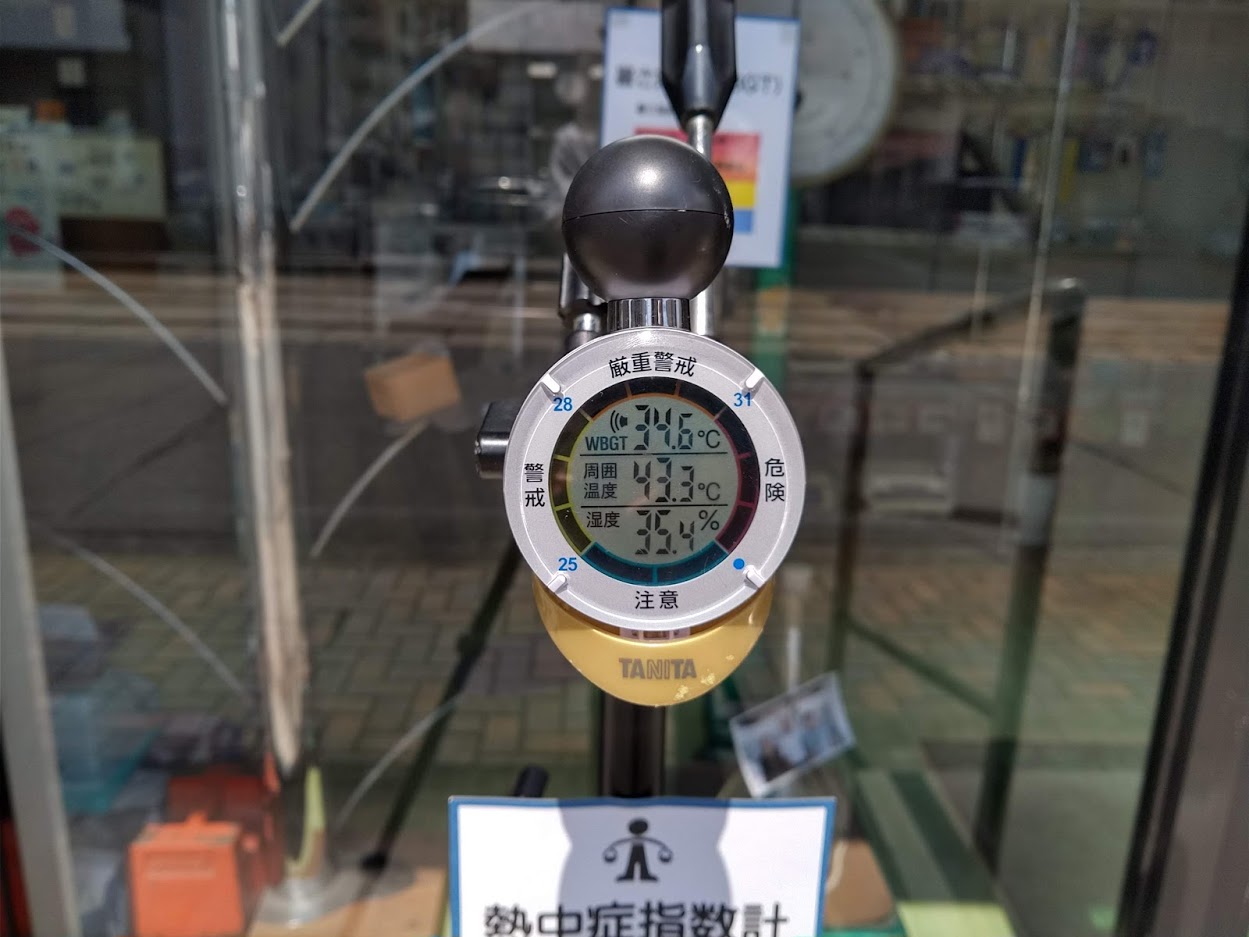 厳重警戒
28
31
WBGT 34.6 ℃
警戒
周囲温度 43.3 ℃
危険
湿度 35.4 %
25
注意
TANITA
熱中症指数計